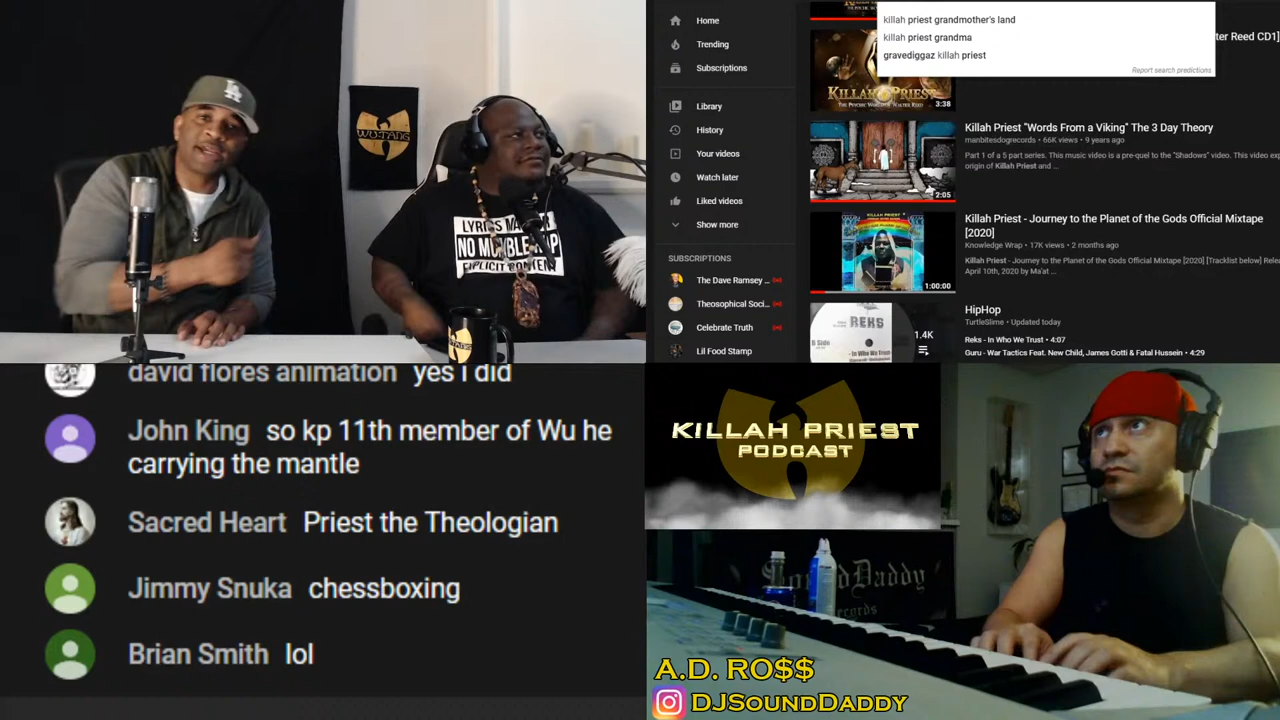 LA
WU-TANG
LYRICS MATTER
NO MUMBLE RAP
EXPLICIT CONTENT
Home
Trending
Subscriptions
Library
History
Your videos
Watch later
Liked videos
Show more
SUBSCRIPTIONS
The Dave Ramsey ...
Theosophical Soci...
Celebrate Truth
Lil Food Stamp
killah priest grandmother's land
killah priest grandma
gravediggaz killah priest
Report search predictions
ter Reed CD1]
KILLAH PRIEST
3:38
Killah Priest "Words From a Viking" The 3 Day Theory
manbitesdogrecords • 66K views • 9 years ago
Part 1 of a 5 part series. This music video is a pre-quel to the "Shadows" video. This video exp
origin of Killah Priest and ...
2:05
Killah Priest - Journey to the Planet of the Gods Official Mixtape
[2020]
Knowledge Wrap • 17K views • 2 months ago
Killah Priest - Journey to the Planet of the Gods Official Mixtape [2020] [Tracklist below] Relea
April 10th, 2020 by Ma'at ...
1:00:00
HipHop
TurtleSlime • Updated today
Reks - In Who We Trust • 4:07
Guru - War Tactics Feat. New Child, James Gotti & Fatal Hussein • 4:29
REKS
1.4K
david flores animation yes i did
John King so kp 11th member of Wu he
carrying the mantle
Sacred Heart Priest the Theologian
Jimmy Snuka chessboxing
Brian Smith lol
KILLAH PRIEST
PODCAST
SoundDaddy
Records
A.D. RO$$
DJSoundDaddy